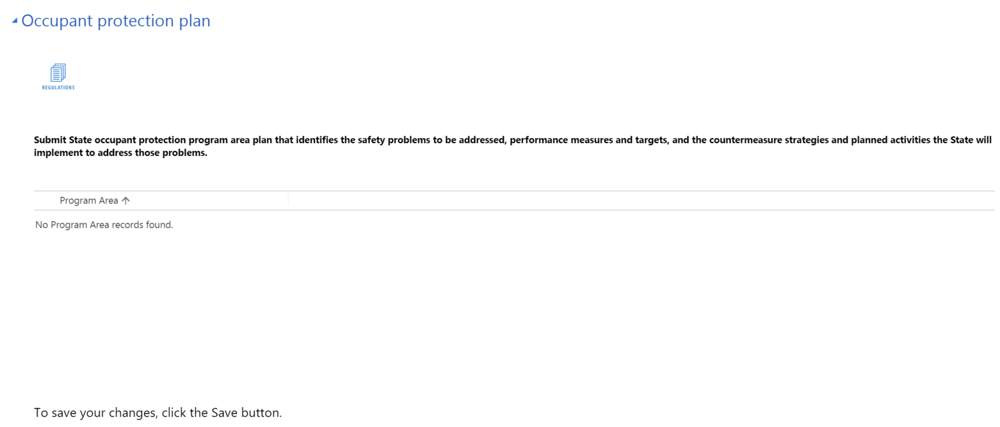 Occupant protection plan
REGULATIONS
Submit State occupant protection program area plan that identifies the safety problems to be addressed, performance measures and targets, and the countermeasure strategies and planned activities the State will
implement to address those problems.
Program Area
No Program Area records found.
To save your changes, click the Save button.